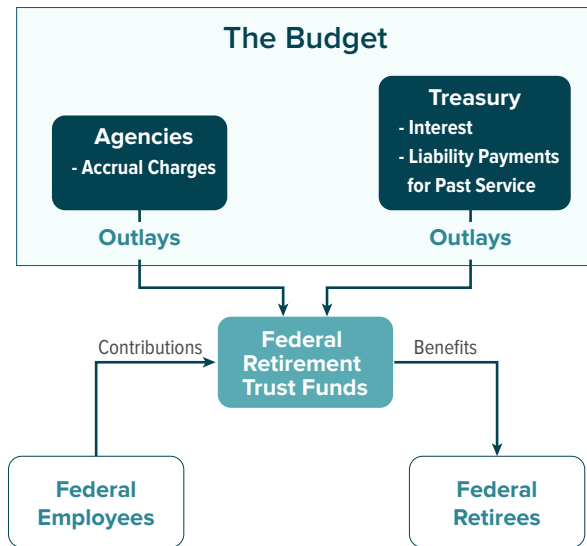 The Budget
Agencies
- Accrual Charges
Treasury
- Interest
- Liability Payments
for Past Service
Outlays
Outlays
Contributions
Federal
Retirement
Trust Funds
Benefits
Federal
Employees
Federal
Retirees